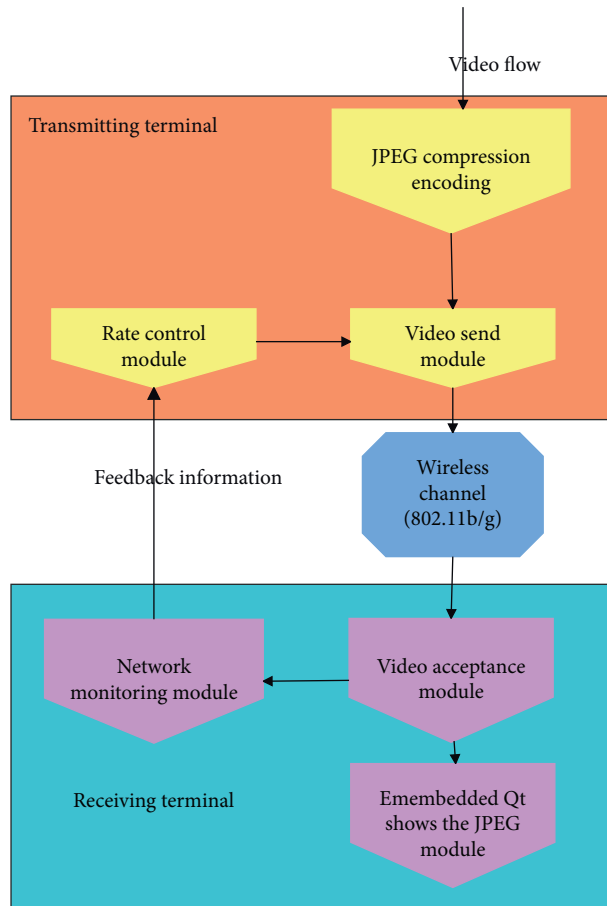 Video flow
Transmitting terminal
JPEG compression
encoding
Rate control
module
Video send
module
Feedback information
Wireless
channel
(802.11b/g)
Network
monitoring module
Video acceptance
module
Receiving terminal
Emembedded Qt
shows the JPEG
module